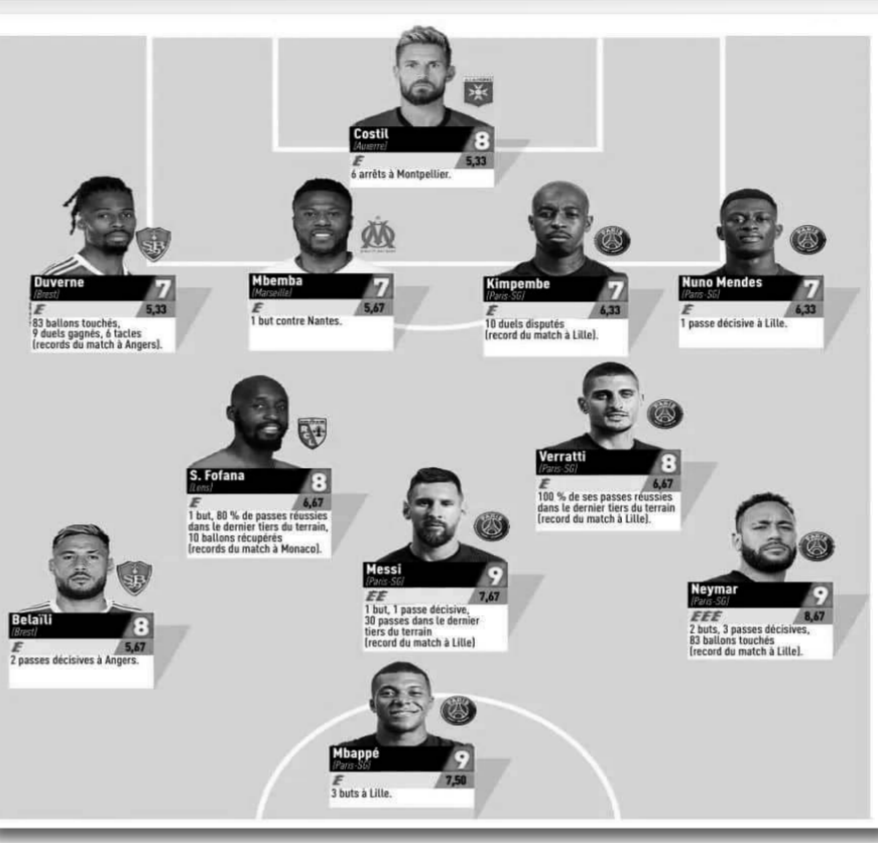 Costil
(Auxerre)
8
E
5,33
6 arrêts à Montpellier.
Duverne
(Brest)
7
E
5,33
83 ballons touchés,
9 duels gagnés, 6 tacles
(records du match à Angers).
Mbemba
(Marseille)
7
E
5,67
1 but contre Nantes.
Kimpembe
(Paris-SG)
7
E
6,33
10 duels disputés
(record du match à Lille).
Nuno Mendes
(Paris-SG)
7
E
6,33
1 passe décisive à Lille.
S. Fofana
(Lens)
8
E
6,67
1 but, 80 % de passes réussies
dans le dernier tiers du terrain,
10 ballons récupérés
(records du match à Monaco).
Verratti
(Paris-SG)
8
E
6,67
100 % de ses passes réussies
dans le dernier tiers du terrain
(record du match à Lille).
Belaïli
(Brest)
8
E
5,67
2 passes décisives à Angers.
Messi
(Paris-SG)
9
EE
7,67
1 but, 1 passe décisive,
30 passes dans le dernier
tiers du terrain
(record du match à Lille)
Neymar
(Paris-SG)
9
EEE
8,67
2 buts, 3 passes décisives,
83 ballons touchés
(record du match à Lille).
Mbappé
(Paris-SG)
9
E
7,50
3 buts à Lille.